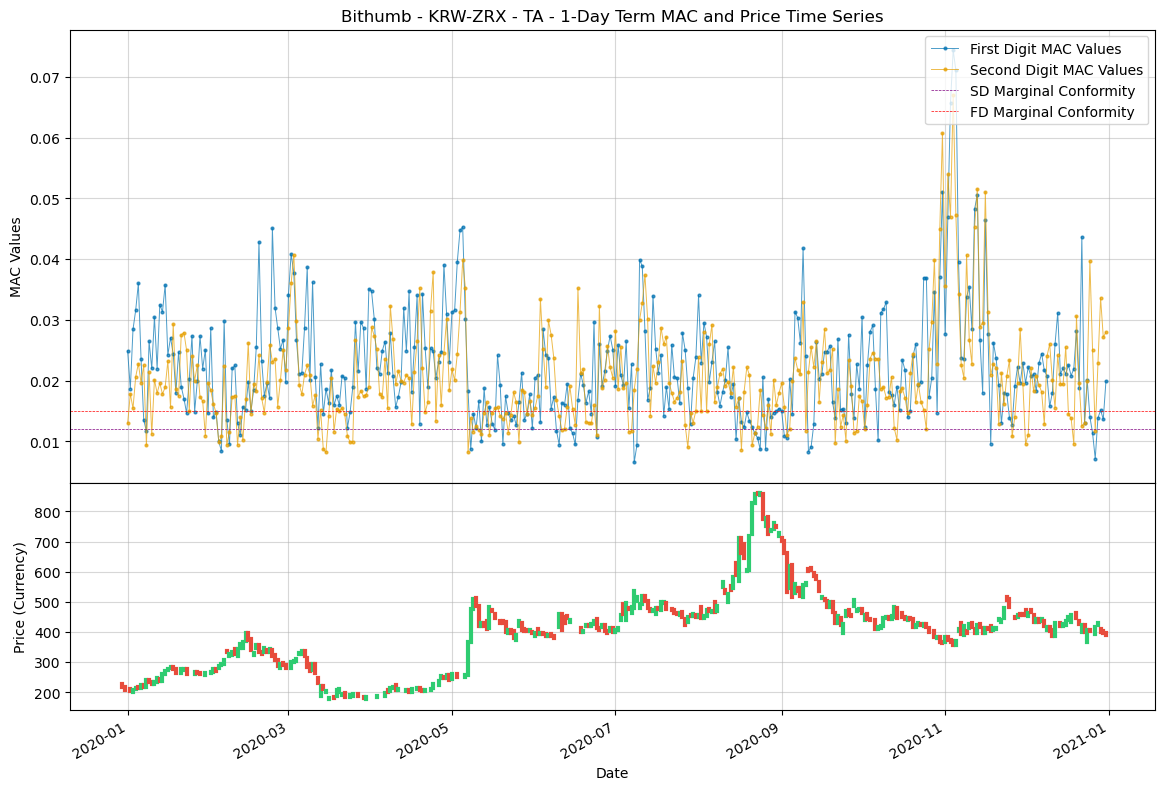 Bithumb - KRW-ZRX - TA - 1-Day Term MAC and Price Time Series
First Digit MAC Values
Second Digit MAC Values
SD Marginal Conformity
FD Marginal Conformity
MAC Values
0.07
0.06
0.05
0.04
0.03
0.02
0.01
Price (Currency)
800
700
600
500
400
300
200
2020-01
2020-03
2020-05
2020-07
2020-09
2020-11
2021-01
Date